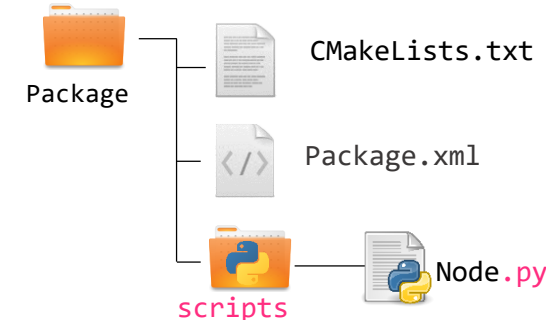 CMakeLists.txt
Package
Package.xml
Node.py
scripts